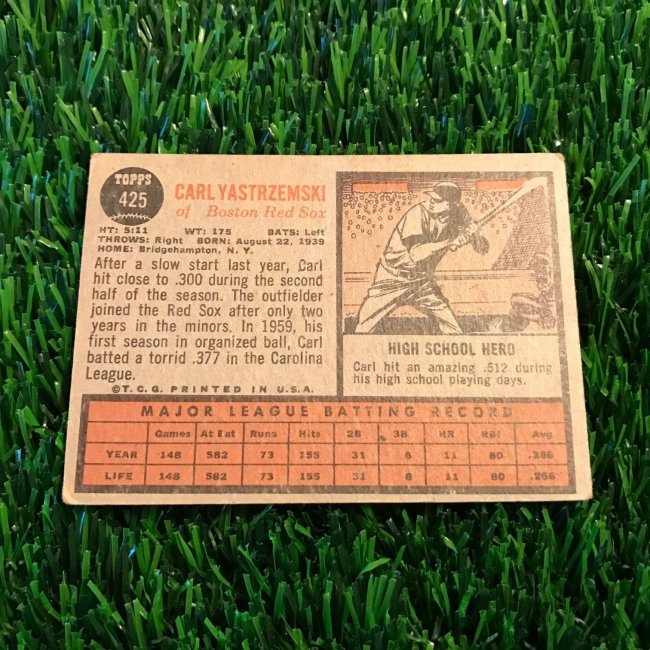 TOPPS
425
CARL YASTRZEMSKI
of Boston Red Sox
HT: 5:11 WT: 175 BATS: Left
THROWS: Right BORN: August 22, 1939
HOME: Bridgehampton, N. Y.
After a slow start last year, Carl
hit close to .300 during the second
half of the season. The outfielder
joined the Red Sox after only two
years in the minors. In 1959, his
first season in organized ball, Carl
batted a torrid .377 in the Carolina
League.
©T.C.G. PRINTED IN U.S.A.
HIGH SCHOOL HERO
Carl hit an amazing .512 during
his high school playing days.
MAJOR LEAGUE BATTING RECORD
Games At Bat Runs Hits 2B 3B HR RBI Avg.
YEAR 148 582 73 155 31 6 11 80 .266
LIFE 148 582 73 155 31 6 11 80 .266